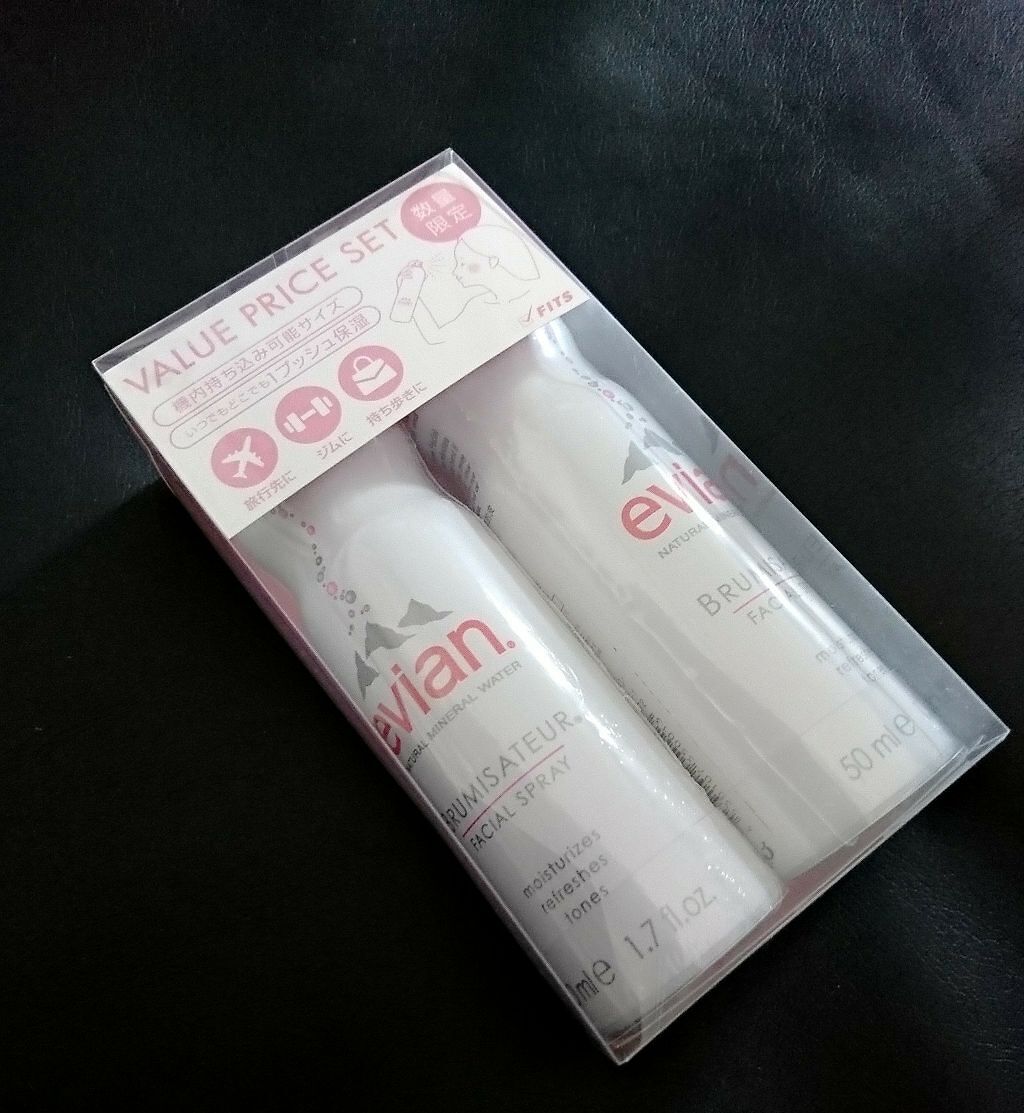 VALUE PRICE SET
数量
限定
機内持ち込み可能サイズ
いつでもどこでも1プッシュ保湿
旅行先に
ジムに
持ち歩きに
FITS
evian.
NATURAL MINERAL WATER
BRUMISATEUR
FACIAL SPRAY
moisturizes
refreshes
tones
1.7 fl.oz.
evian
NATURAL
50 ml e